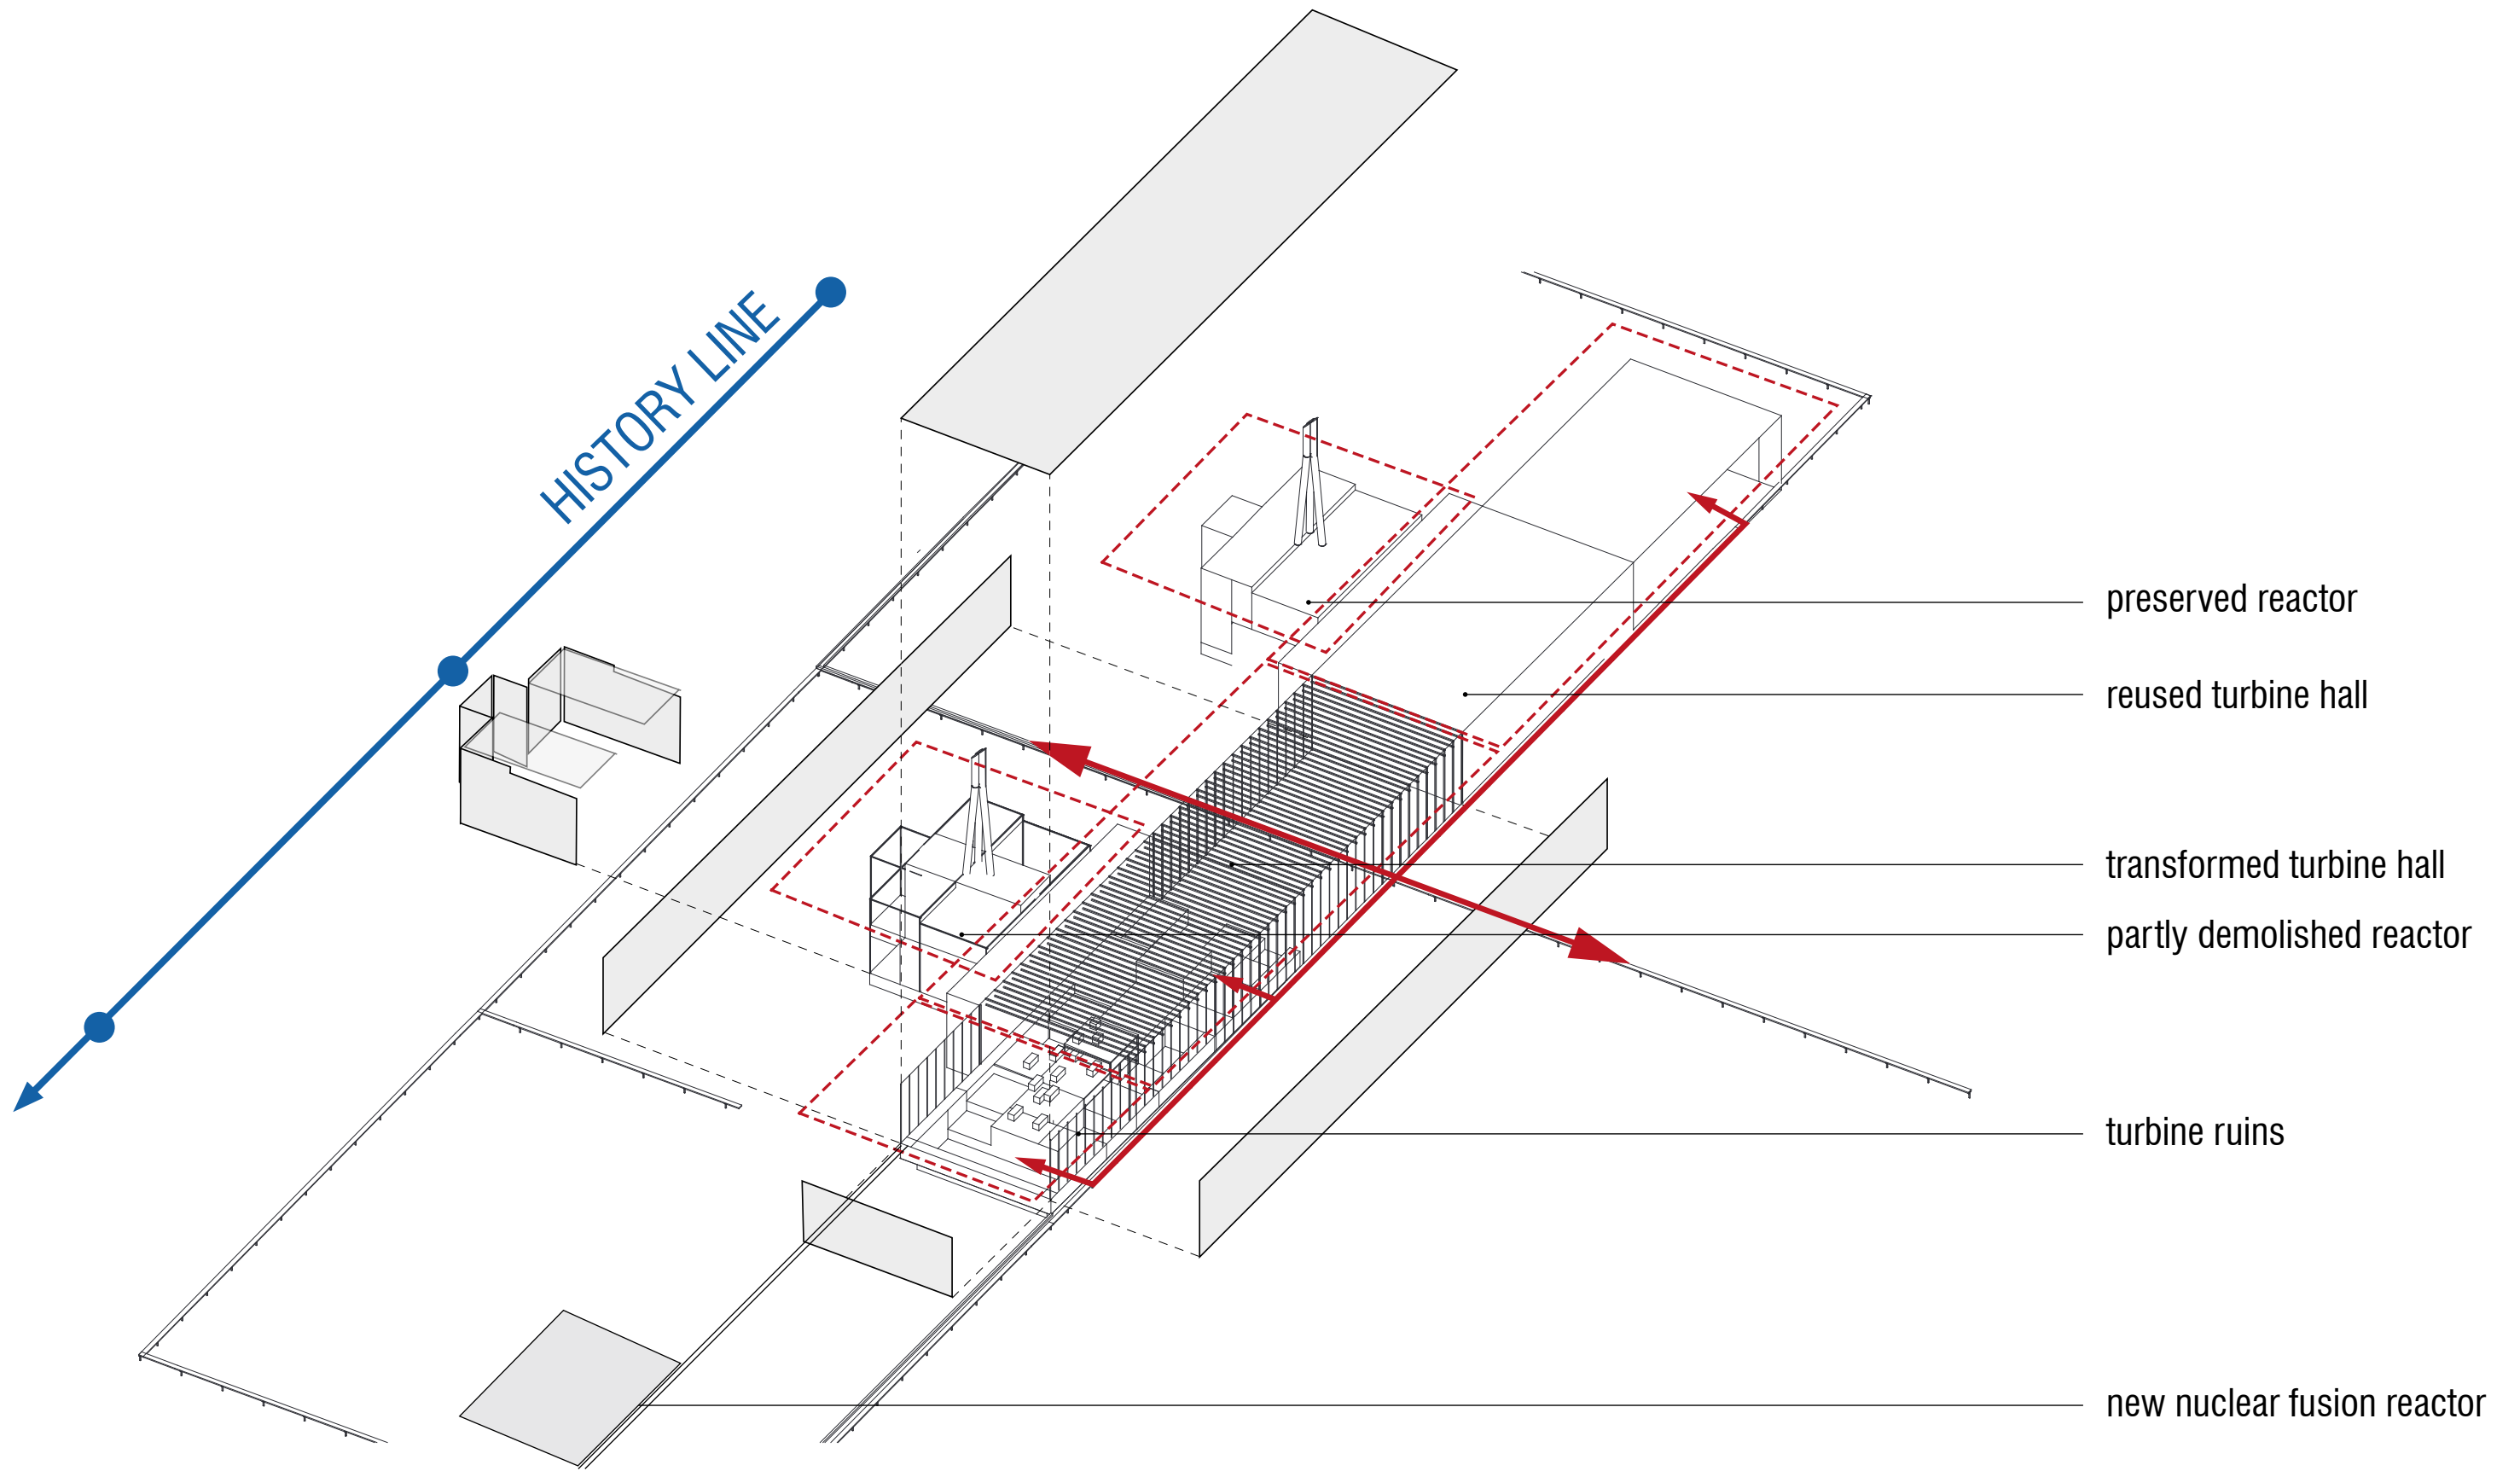 HISTORY LINE
preserved reactor
reused turbine hall
transformed turbine hall
partly demolished reactor
turbine ruins
new nuclear fusion reactor